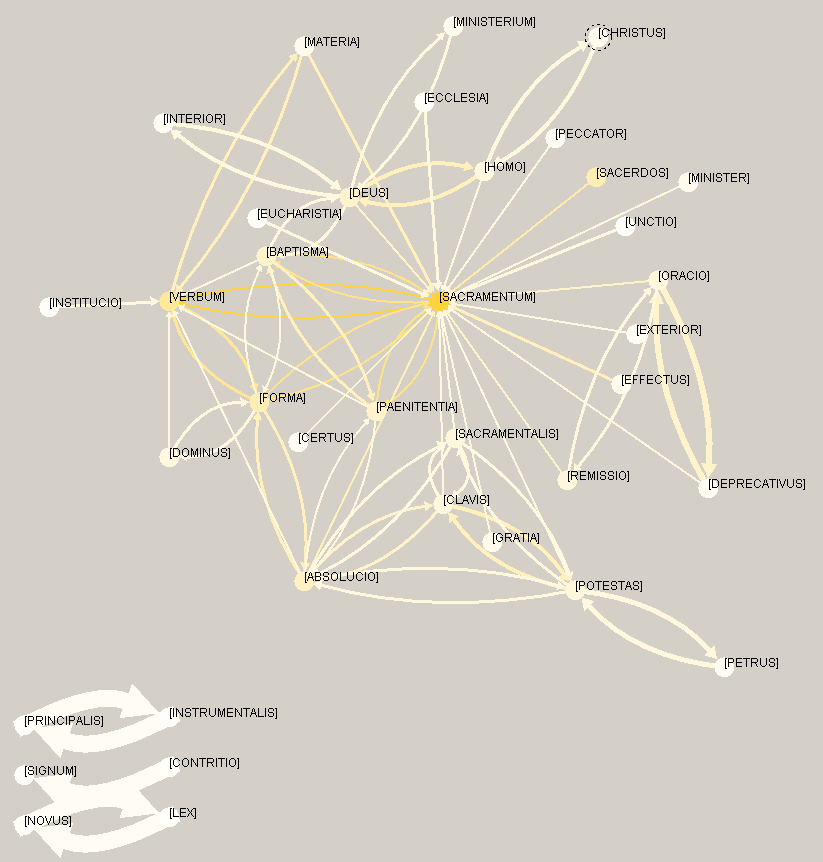 [MINISTERIUM]
[CHRISTUS]
[MATERIA]
[ECCLESIA]
[INTERIOR]
[PECCATOR]
[HOMO]
[SACERDOS]
[MINISTER]
[DEUS]
[EUCHARISTIA]
[UNCTIO]
[BAPTISMA]
[ORACIO]
[INSTITUCIO]
[VERBUM]
[SACRAMENTUM]
[EXTERIOR]
[EFFECTUS]
[FORMA]
[PAENITENTIA]
[CERTUS]
[SACRAMENTALIS]
[DOMINUS]
[REMISSIO]
[DEPRECATIVUS]
[CLAVIS]
[GRATIA]
[ABSOLUCIO]
[POTESTAS]
[PETRUS]
[PRINCIPALIS]
[INSTRUMENTALIS]
[SIGNUM]
[CONTRITIO]
[NOVUS]
[LEX]